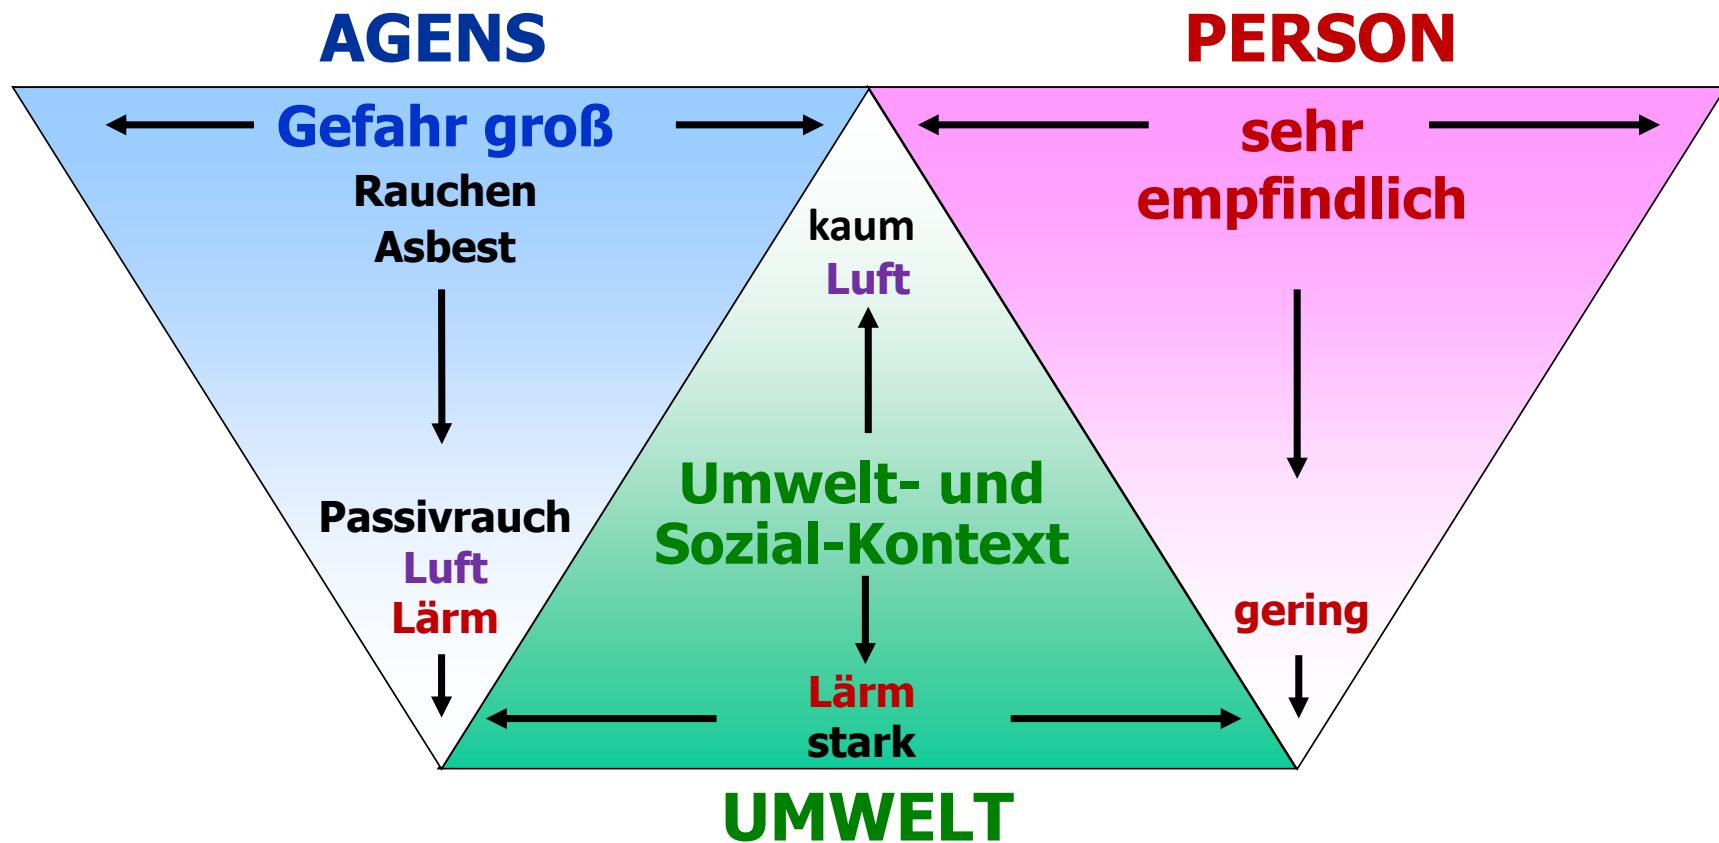 AGENS
PERSON
Gefahr groß
Rauchen
Asbest
Passivrauch
Luft
Lärm
kaum
Luft
Umwelt- und
Sozial-Kontext
Lärm
stark
sehr
empfindlich
gering
UMWELT